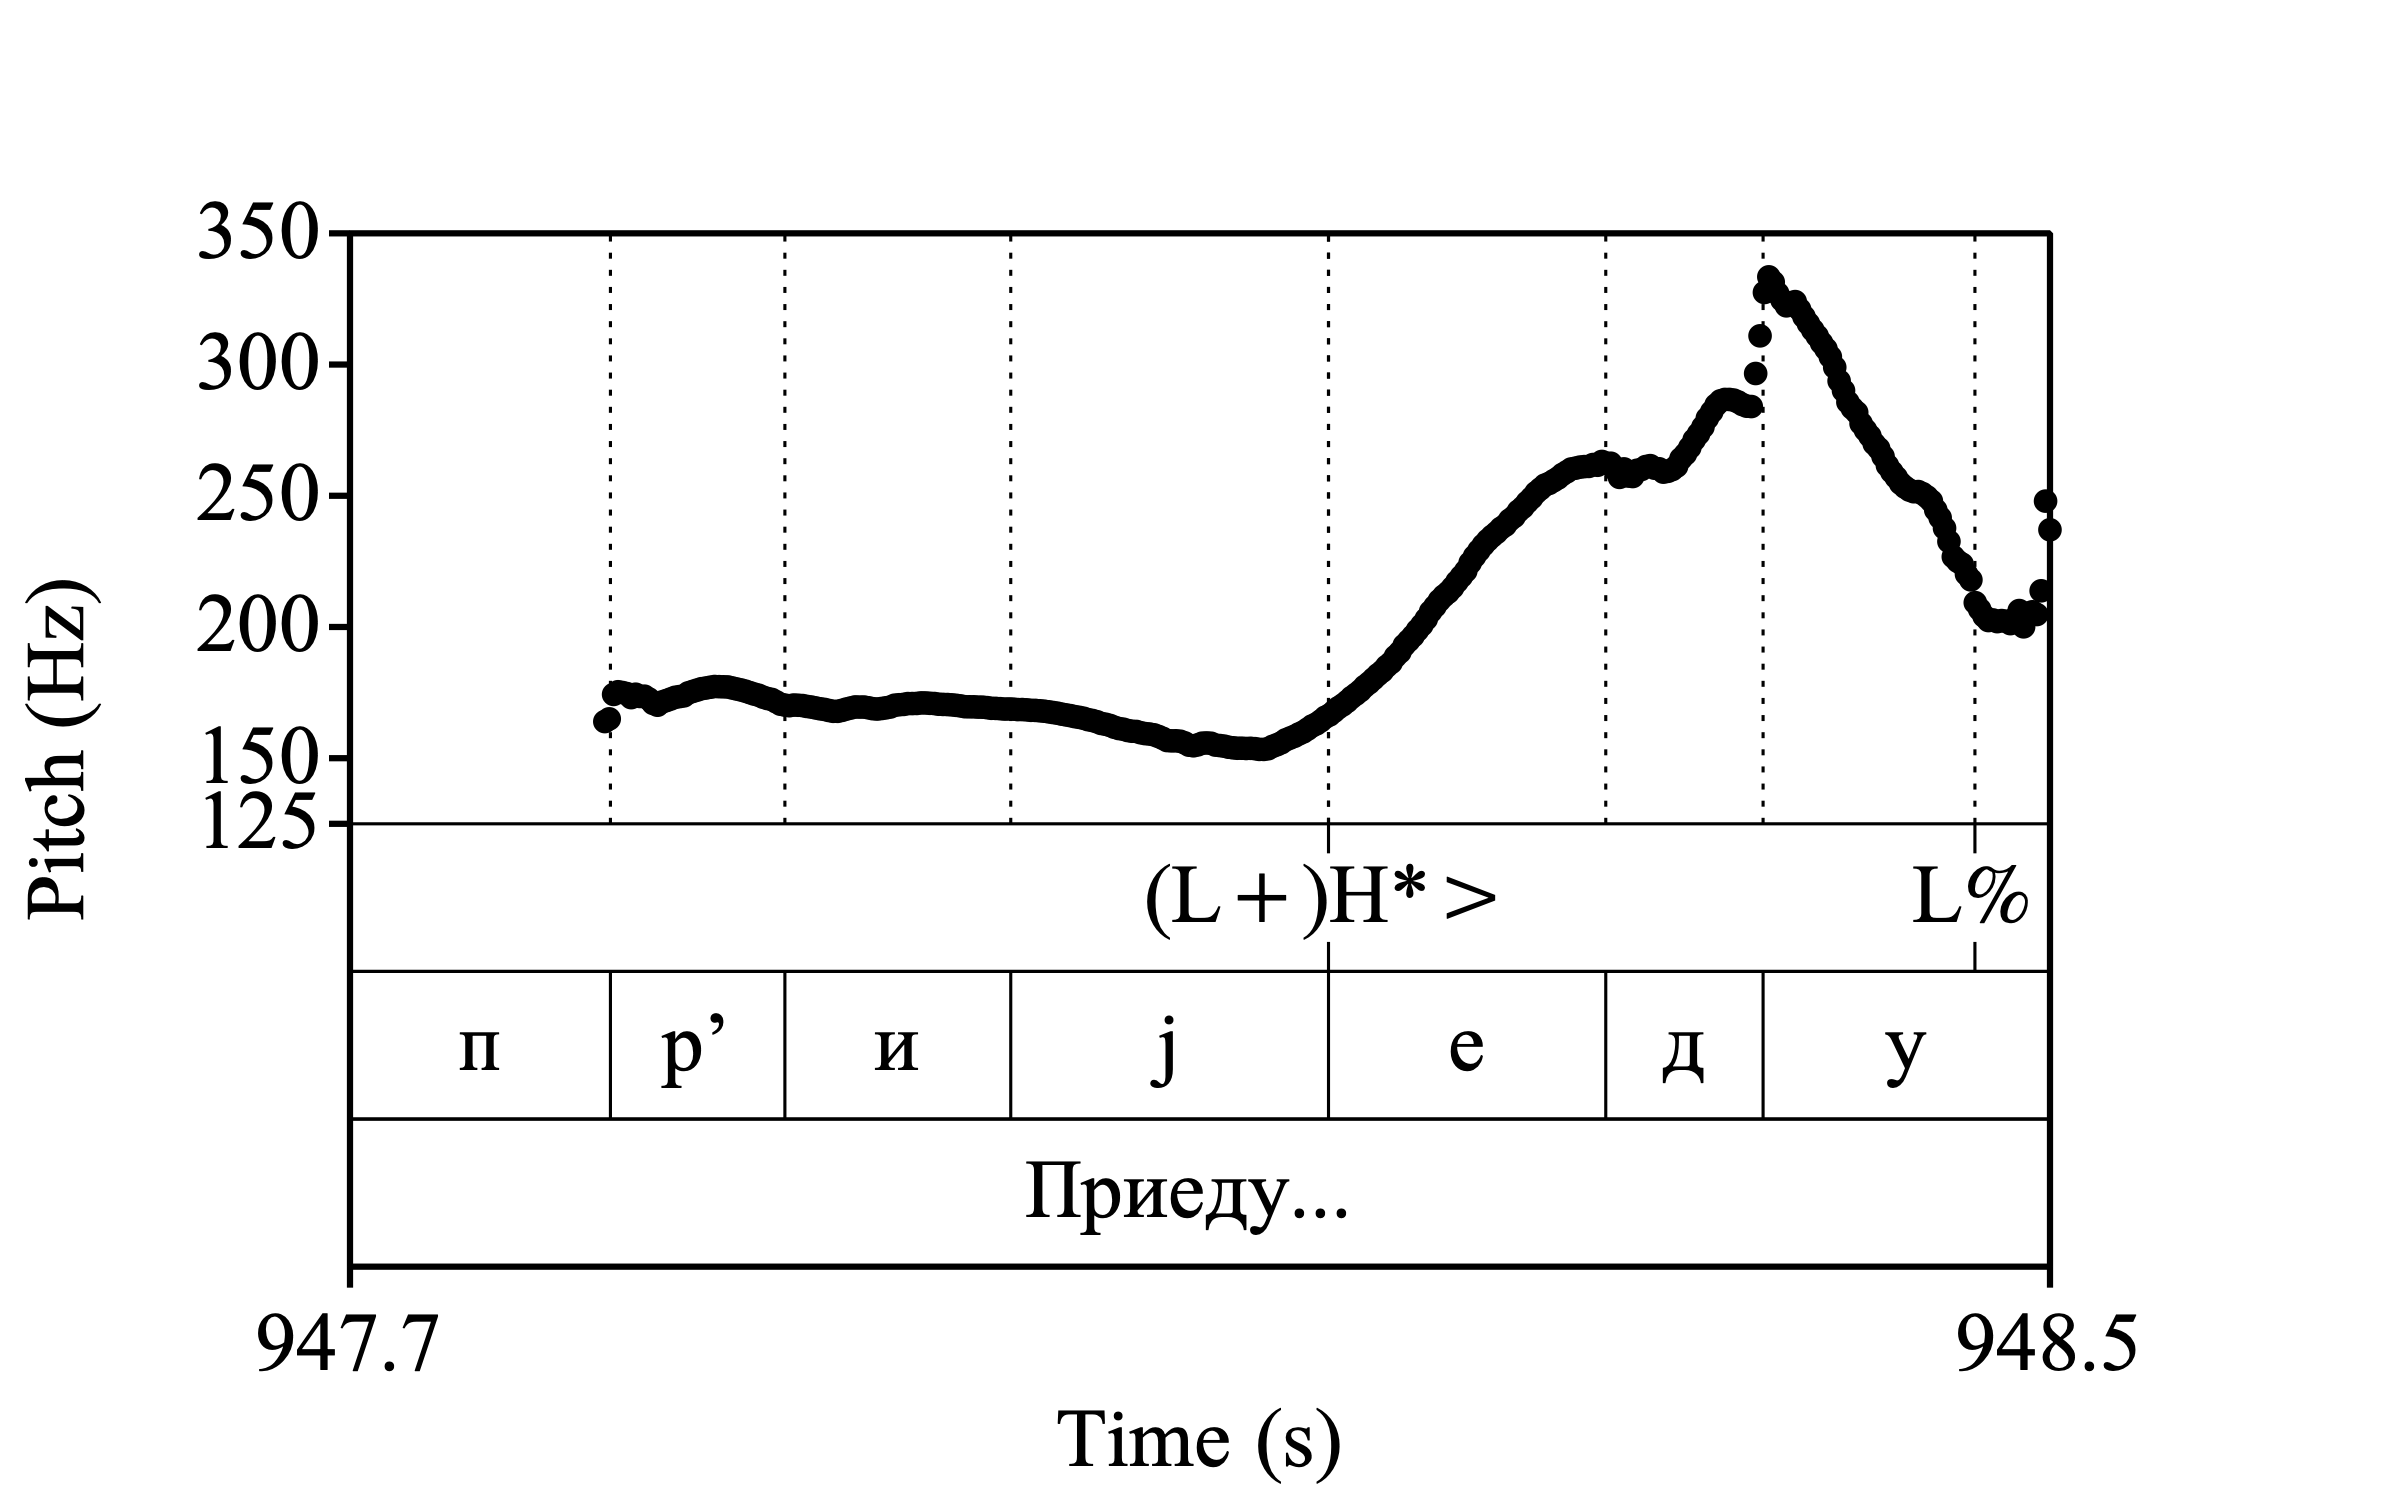 350
300
250
200
150
125
Pitch (Hz)
(L+)H*> L%
п р’ и j е д у
Приеду...
947.7 948.5
Time (s)